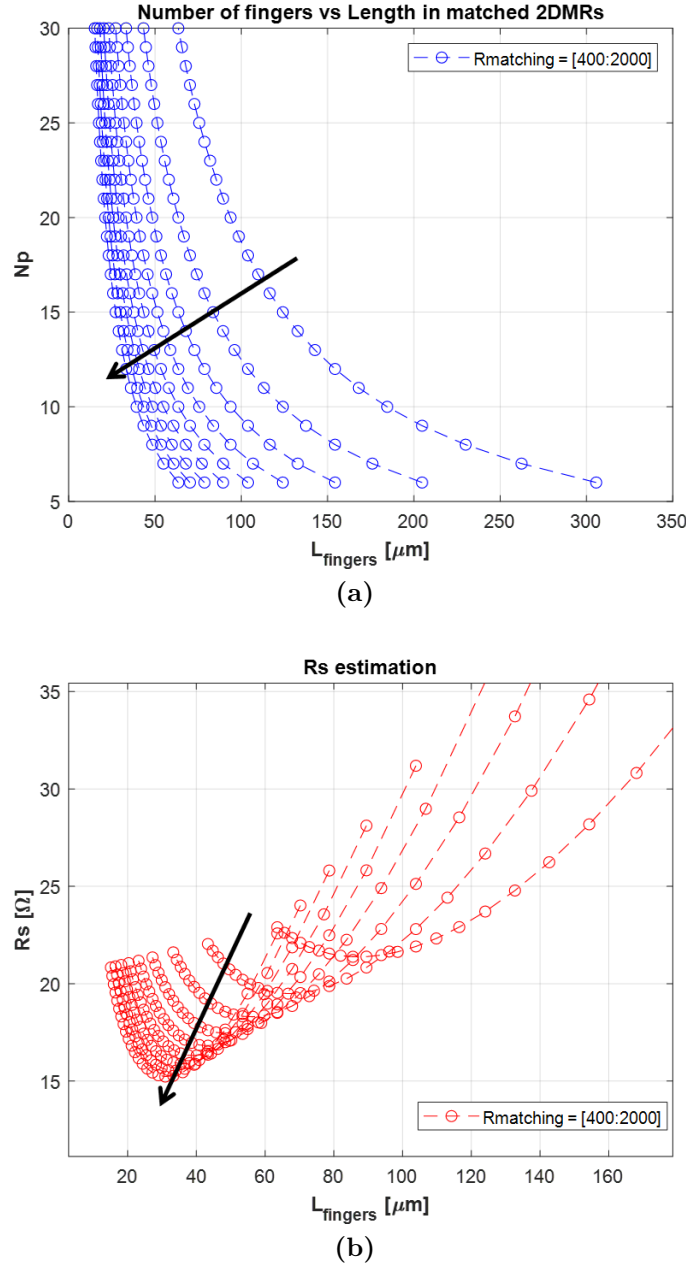 Number of fingers vs Length in matched 2DMRs
30
25
20
15
10
5
Np
Rmatching = [400:2000]
0 50 100 150 200 250 300 350
L_fingers [μm]
(a)
Rs estimation
35
30
25
20
15
Rs [Ω]
Rmatching = [400:2000]
20 40 60 80 100 120 140 160
L_fingers [μm]
(b)